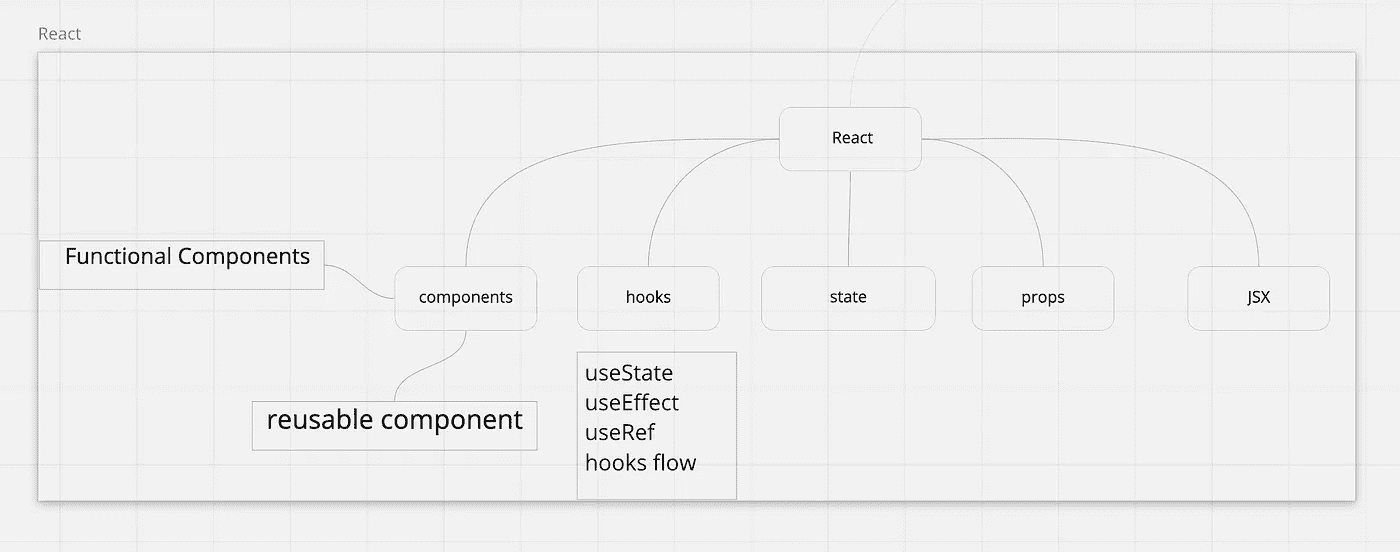 React
React
Functional Components
components
hooks
state
props
JSX
reusable component
useState
useEffect
useRef
hooks flow